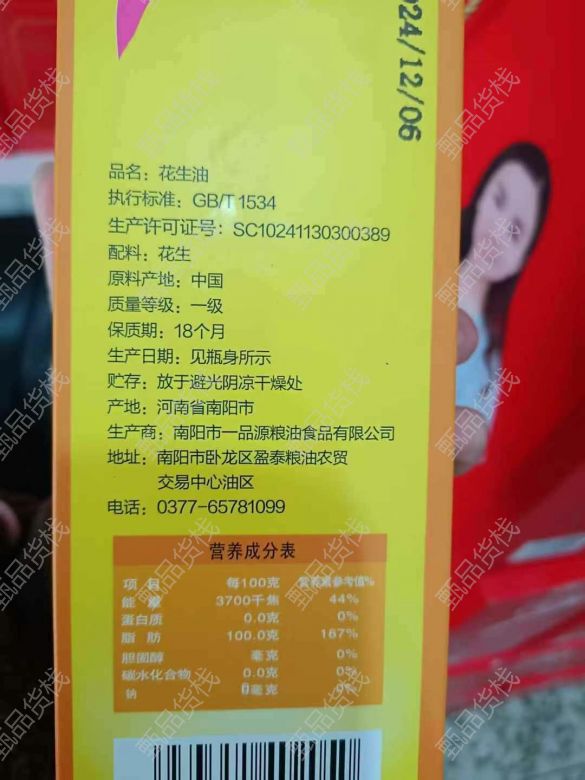 024/12/06
品名：花生油
执行标准：GB/T 1534
生产许可证号：SC10241130300389
配料：花生
原料产地：中国
质量等级：一级
保质期：18个月
生产日期：见瓶身所示
贮存：放于避光阴凉干燥处
产地：河南省南阳市
生产商：南阳市一品源粮油食品有限公司
地址：南阳市卧龙区盈泰粮油农贸
交易中心油区
电话：0377-65781099
营养成分表
项 目 每100克 营养素参考值%
能 量 3700千焦 44%
蛋白质 0.0克 0%
脂 肪 100.0克 167%
胆固醇 毫克 0%
碳水化合物 0.0克 0%
钠 0毫克 0%
甄品货栈